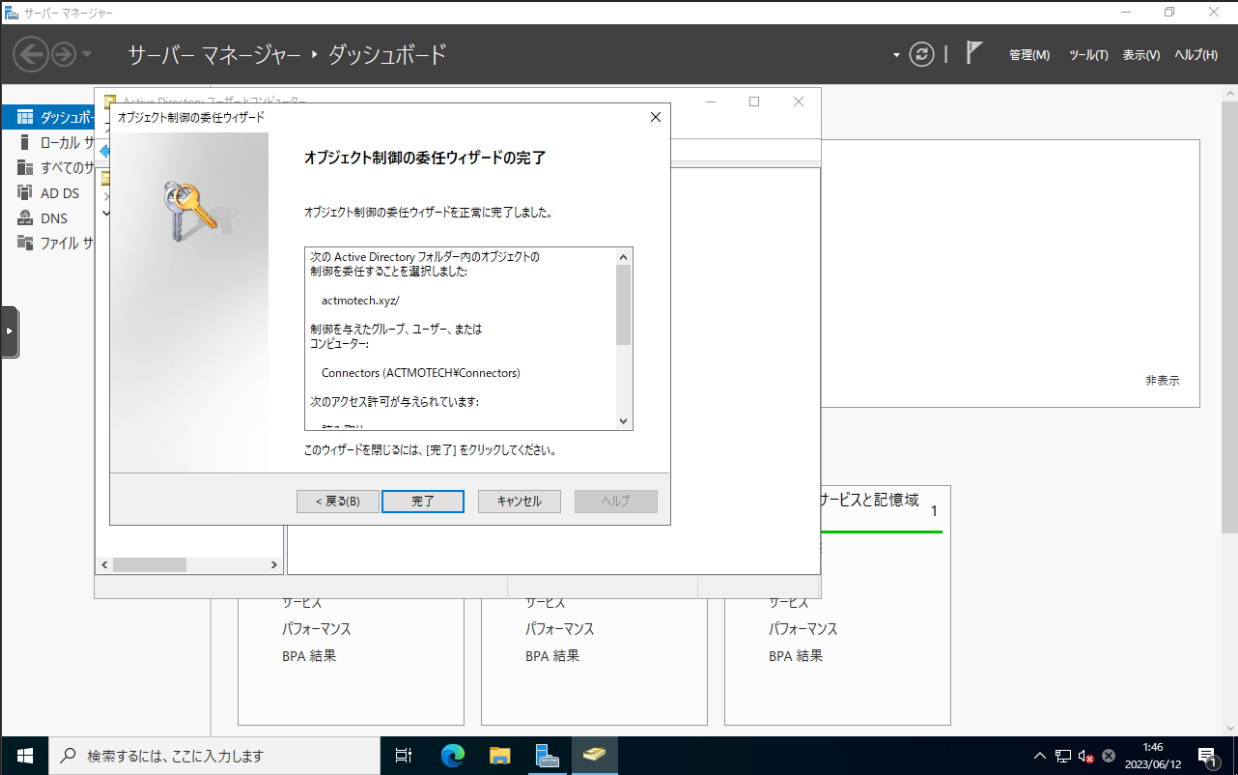 サーバー マネージャー
サーバー マネージャー ‣ ダッシュボード
管理(M) ツール(T) 表示(V) ヘルプ(H)
Active Directory ユーザーとコンピューター
ダッシュボー
ローカル サ
すべてのサ
AD DS
DNS
ファイル サ
オブジェクト制御の委任ウィザード
オブジェクト制御の委任ウィザードの完了
オブジェクト制御の委任ウィザードを正常に完了しました。
次の Active Directory フォルダー内のオブジェクトの
制御を委任することを選択しました:
actmotech.xyz/
制御を与えたグループ、ユーザー、または
コンピューター:
Connectors (ACTMOTECH¥Connectors)
次のアクセス許可が与えられています:
このウィザードを閉じるには、[完了] をクリックしてください。
< 戻る(B) 完了 キャンセル ヘルプ
非表示
サービスと記憶域
1
サービス
パフォーマンス
BPA 結果
サービス
パフォーマンス
BPA 結果
サービス
パフォーマンス
BPA 結果
検索するには、ここに入力します
1:46
2023/06/12
1